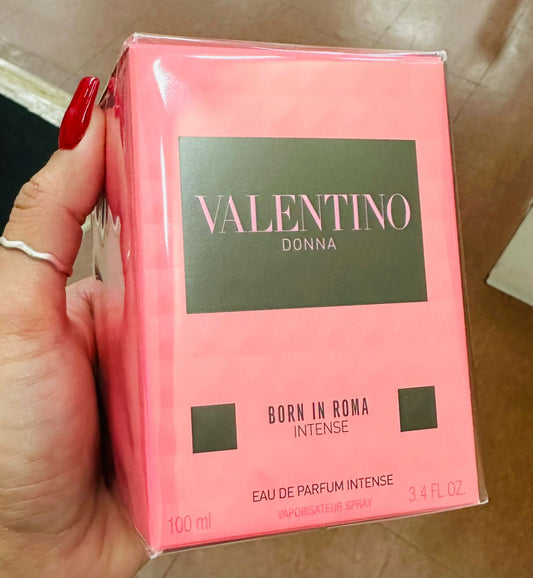 VALENTINO
DONNA
BORN IN ROMA
INTENSE
EAU DE PARFUM INTENSE
VAPORISATEUR SPRAY
100 ml 3.4 FL.OZ.